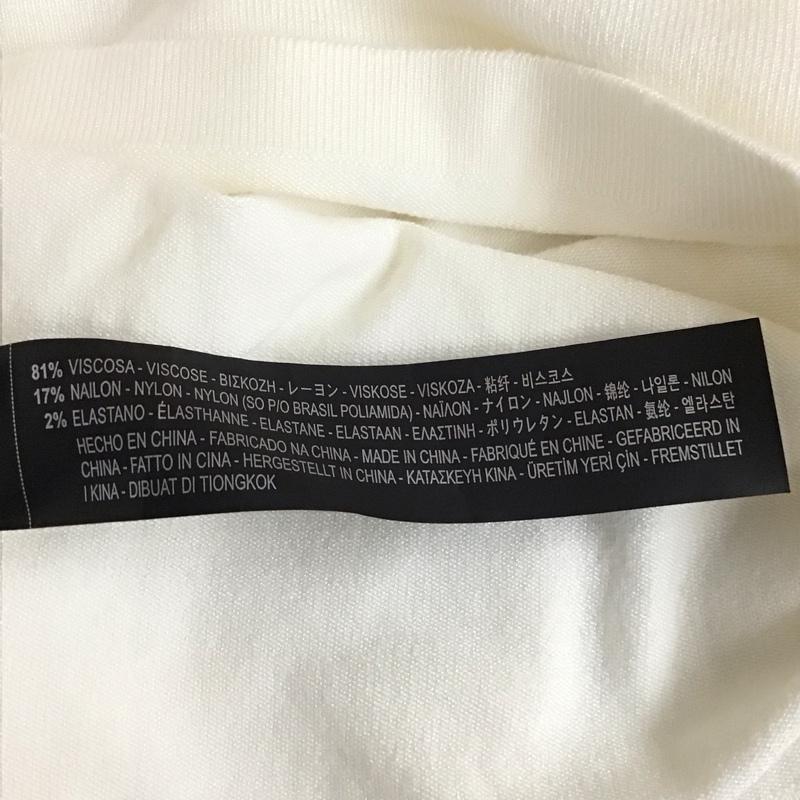 81% VISCOSA - VISCOSE - ΒΙΣΚΟΖΗ - レーヨン - VISKOSE - VISKOZA - 粘纤 - 비스코스
17% NAILON - NYLON - NYLON (SO P/O BRASIL POLIAMIDA) - ΝΑΪΛΟΝ - ナイロン - NAJLON - 锦纶 - 나일론 - NILON
2% ELASTANO - ÉLASTHANNE - ELASTANE - ELASTAAN - ΕΛΑΣΤΙΝΗ - ポリウレタン - ELASTAN - 氨纶 - 엘라스탄
HECHO EN CHINA - FABRICADO NA CHINA - MADE IN CHINA - FABRIQUÉ EN CHINE - GEFABRICEERD IN
CHINA - FATTO IN CINA - HERGESTELLT IN CHINA - ΚΑΤΑΣΚΕΥΗ ΚΙΝΑ - ÜRETİM YERİ ÇİN - FREMSTILLET
I KINA - DIBUAT DI TIONGKOK